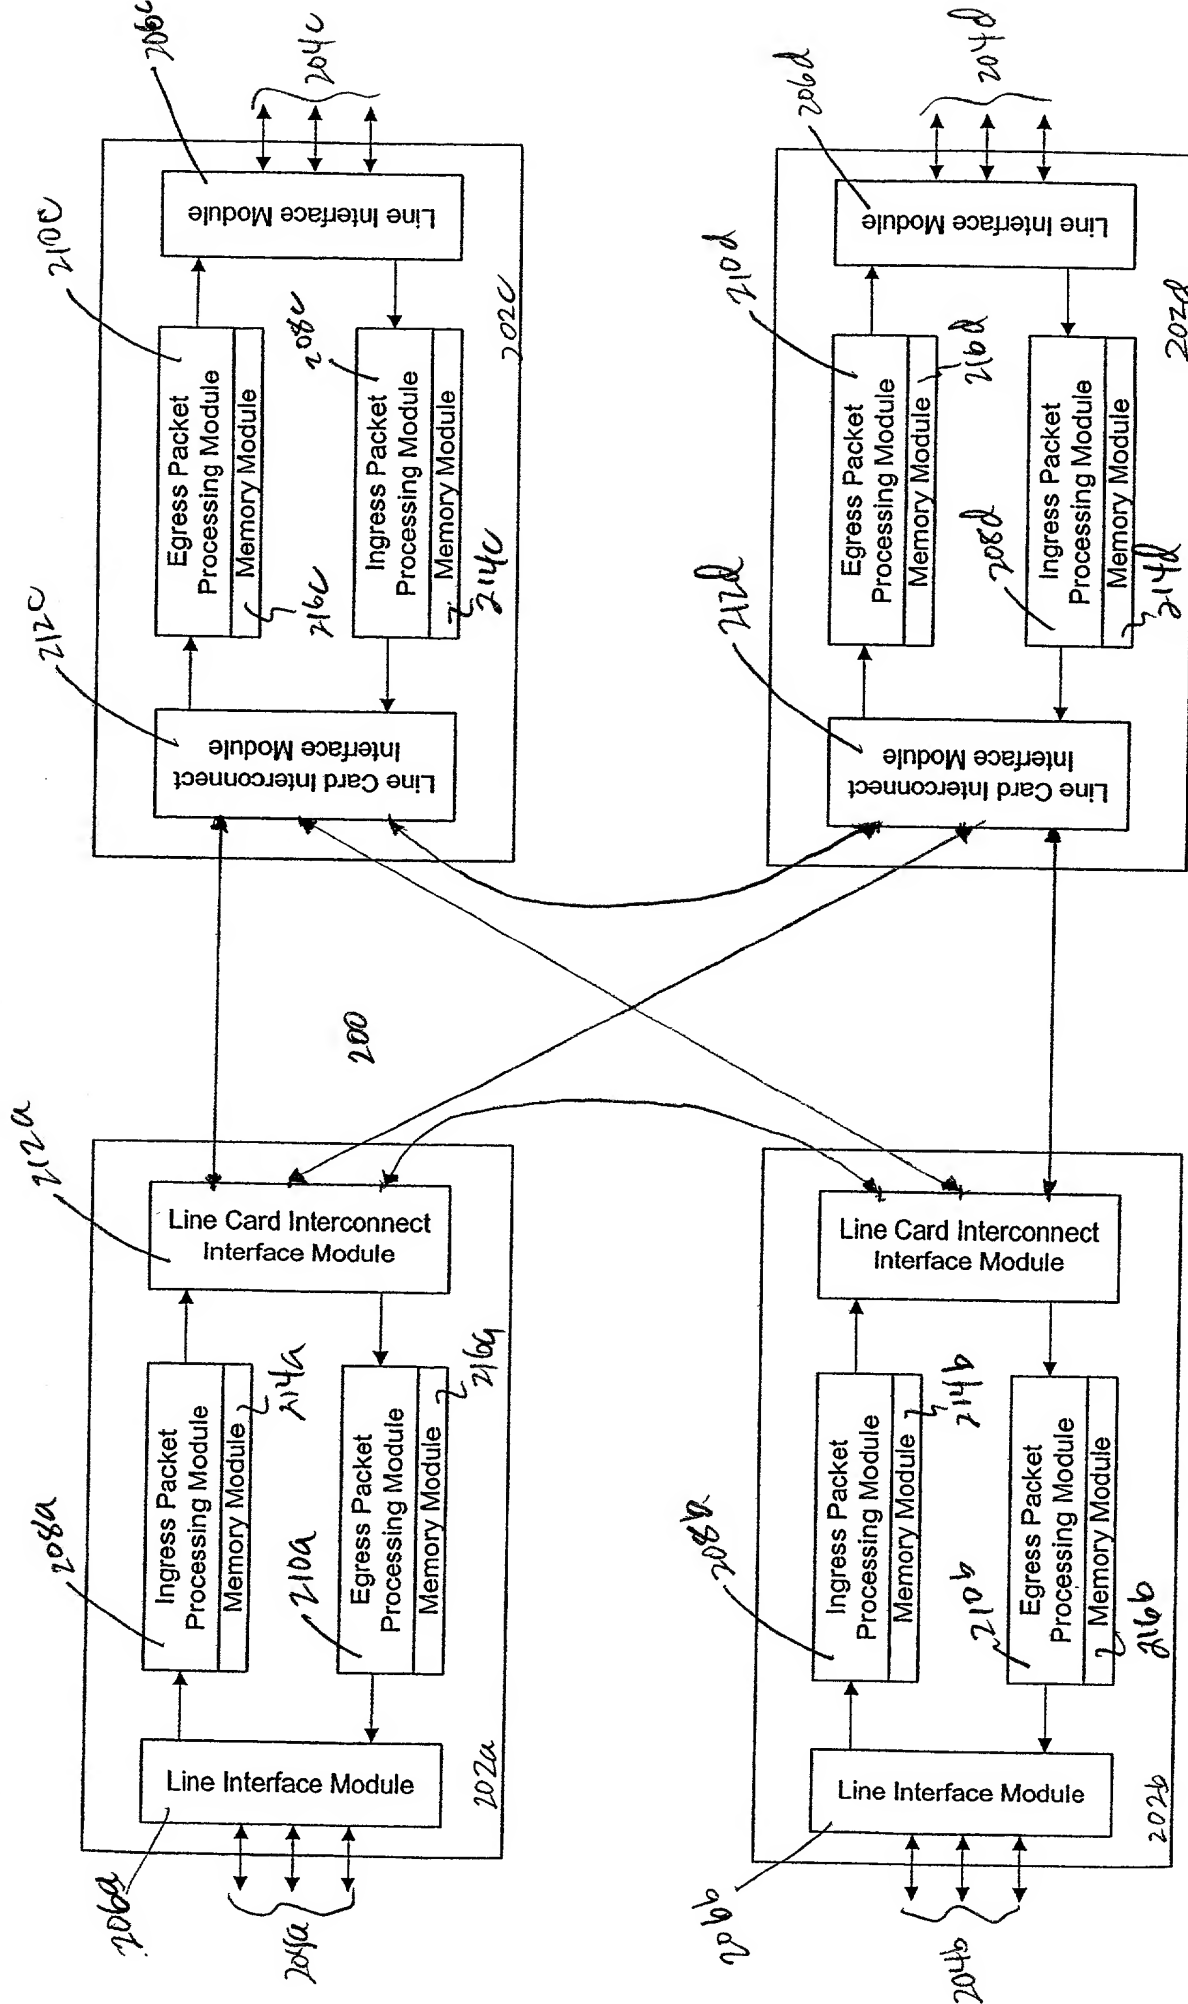 206c
204c
210c
Line Interface Module
Egress Packet
Processing Module
Memory Module
208c
Ingress Packet
Processing Module
Memory Module
202c
216c
214c
212c
Line Card Interconnect
Interface Module
206d
204d
210d
Line Interface Module
Egress Packet
Processing Module
Memory Module
216d
208d
Ingress Packet
Processing Module
Memory Module
214d
202d
212d
Line Card Interconnect
Interface Module
200
212a
Line Card Interconnect
Interface Module
208a
Ingress Packet
Processing Module
Memory Module
214a
210a
Egress Packet
Processing Module
Memory Module
216a
Line Interface Module
202a
206a
204a
Line Card Interconnect
Interface Module
208b
Ingress Packet
Processing Module
Memory Module
214b
210b
Egress Packet
Processing Module
Memory Module
216b
Line Interface Module
202b
206b
204b